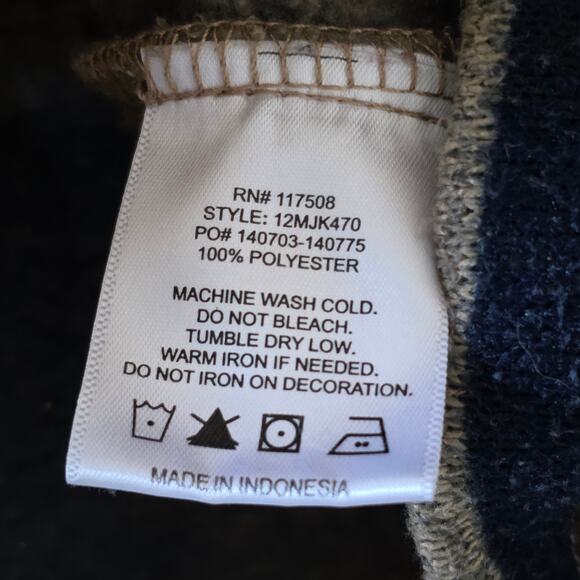 RN# 117508
STYLE: 12MJK470
PO# 140703-140775
100% POLYESTER
MACHINE WASH COLD.
DO NOT BLEACH.
TUMBLE DRY LOW.
WARM IRON IF NEEDED.
DO NOT IRON ON DECORATION.
MADE IN INDONESIA